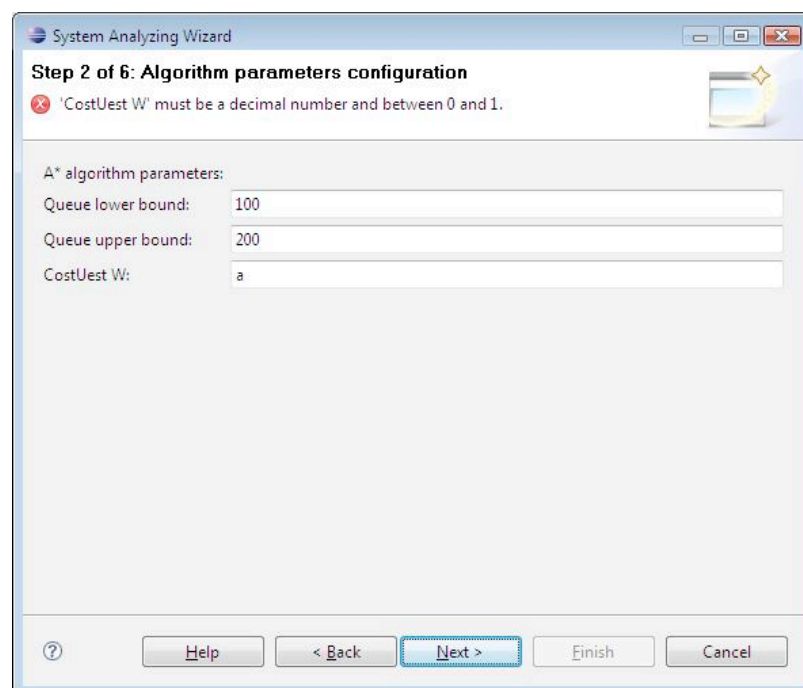 System Analyzing Wizard
Step 2 of 6: Algorithm parameters configuration
'CostUest W' must be a decimal number and between 0 and 1.
A* algorithm parameters:
Queue lower bound: 100
Queue upper bound: 200
CostUest W: a
Help < Back Next > Finish Cancel